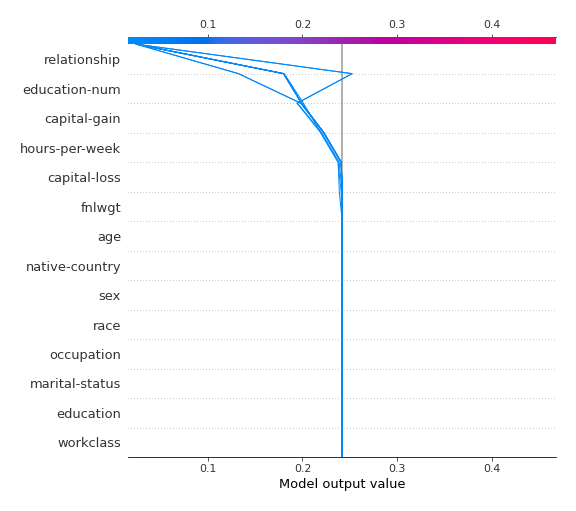 0.1 0.2 0.3 0.4
relationship
education-num
capital-gain
hours-per-week
capital-loss
fnlwgt
age
native-country
sex
race
occupation
marital-status
education
workclass
0.1 0.2 0.3 0.4
Model output value